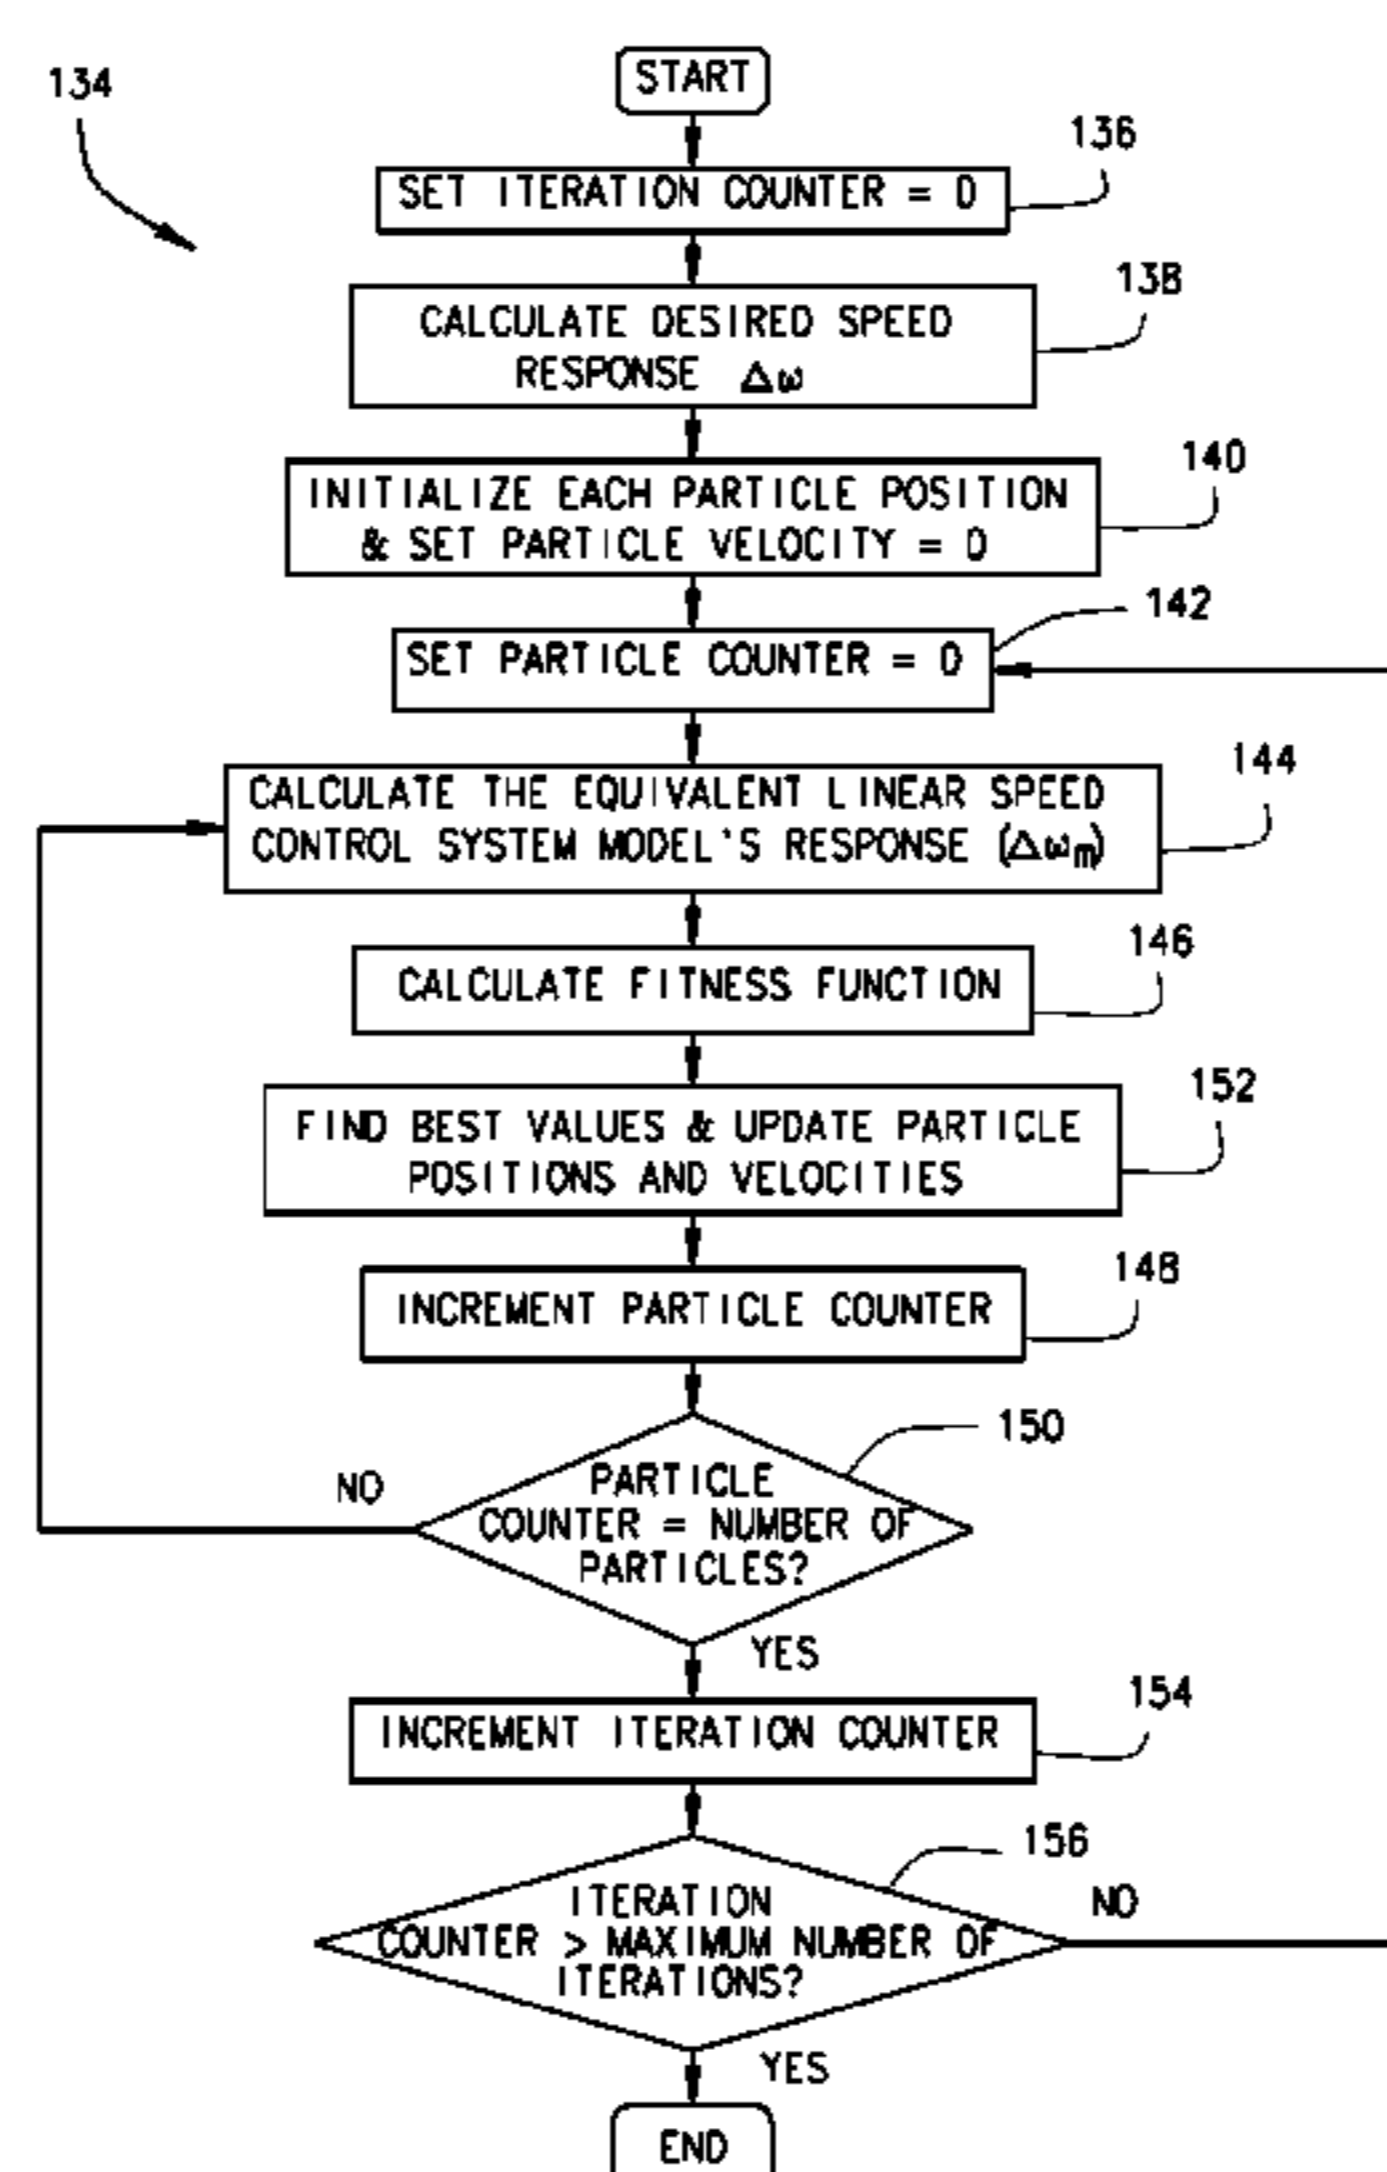 134
START
136
SET ITERATION COUNTER = 0
138
CALCULATE DESIRED SPEED
RESPONSE Δω
140
INITIALIZE EACH PARTICLE POSITION
& SET PARTICLE VELOCITY = 0
142
SET PARTICLE COUNTER = 0
144
CALCULATE THE EQUIVALENT LINEAR SPEED
CONTROL SYSTEM MODEL'S RESPONSE (Δωm)
146
CALCULATE FITNESS FUNCTION
152
FIND BEST VALUES & UPDATE PARTICLE
POSITIONS AND VELOCITIES
148
INCREMENT PARTICLE COUNTER
150
NO
PARTICLE
COUNTER = NUMBER OF
PARTICLES?
YES
154
INCREMENT ITERATION COUNTER
156
NO
ITERATION
COUNTER > MAXIMUM NUMBER OF
ITERATIONS?
YES
END